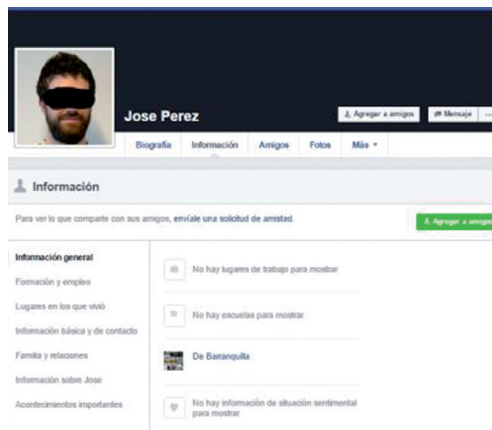 Jose Perez
Agregar a amigos
Mensaje
Biografía Información Amigos Fotos Más
Información
Para ver lo que comparte con sus amigos, envíale una solicitud de amistad.
Agregar a amigos
Información general
Formación y empleo
Lugares en los que vivió
Información básica y de contacto
Familia y relaciones
Información sobre Jose
Acontecimientos importantes
No hay lugares de trabajo para mostrar
No hay escuelas para mostrar
De Barranquilla
No hay información de situación sentimental
para mostrar